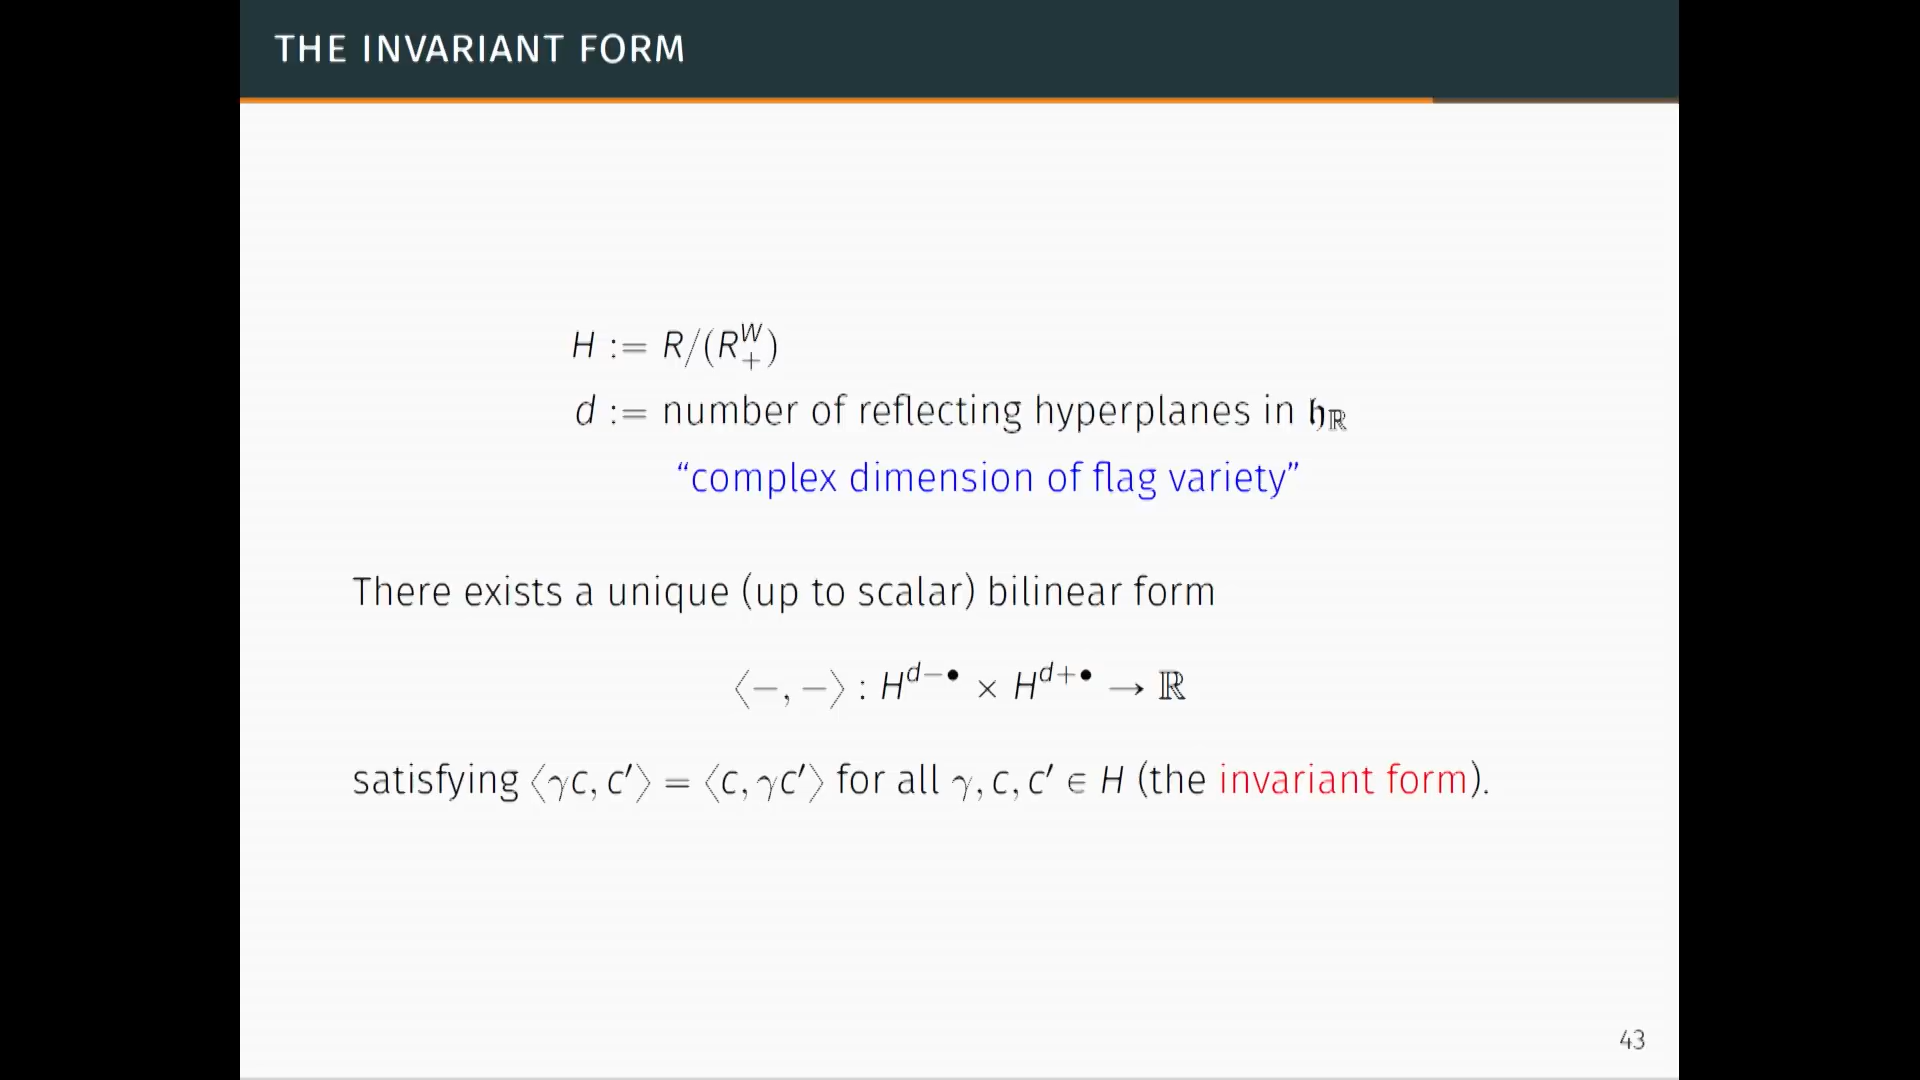 THE INVARIANT FORM
H := R/(R₊ᵂ)
d := number of reflecting hyperplanes in 𝔥_ℝ
“complex dimension of flag variety”
There exists a unique (up to scalar) bilinear form
⟨−, −⟩ : H^{d−•} × H^{d+•} → ℝ
satisfying ⟨γc, c′⟩ = ⟨c, γc′⟩ for all γ, c, c′ ∈ H (the invariant form).
43